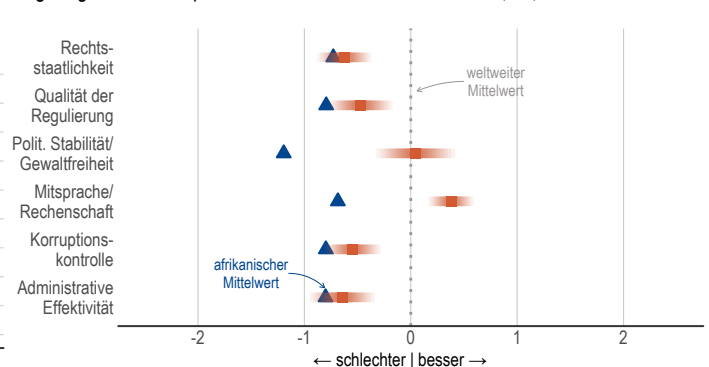 Rechts-
staatlichkeit
Qualität der
Regulierung
Polit. Stabilität/
Gewaltfreiheit
Mitsprache/
Rechenschaft
Korruptions-
kontrolle
Administrative
Effektivität
weltweiter
Mittelwert
afrikanischer
Mittelwert
-2 -1 0 1 2
← schlechter | besser →